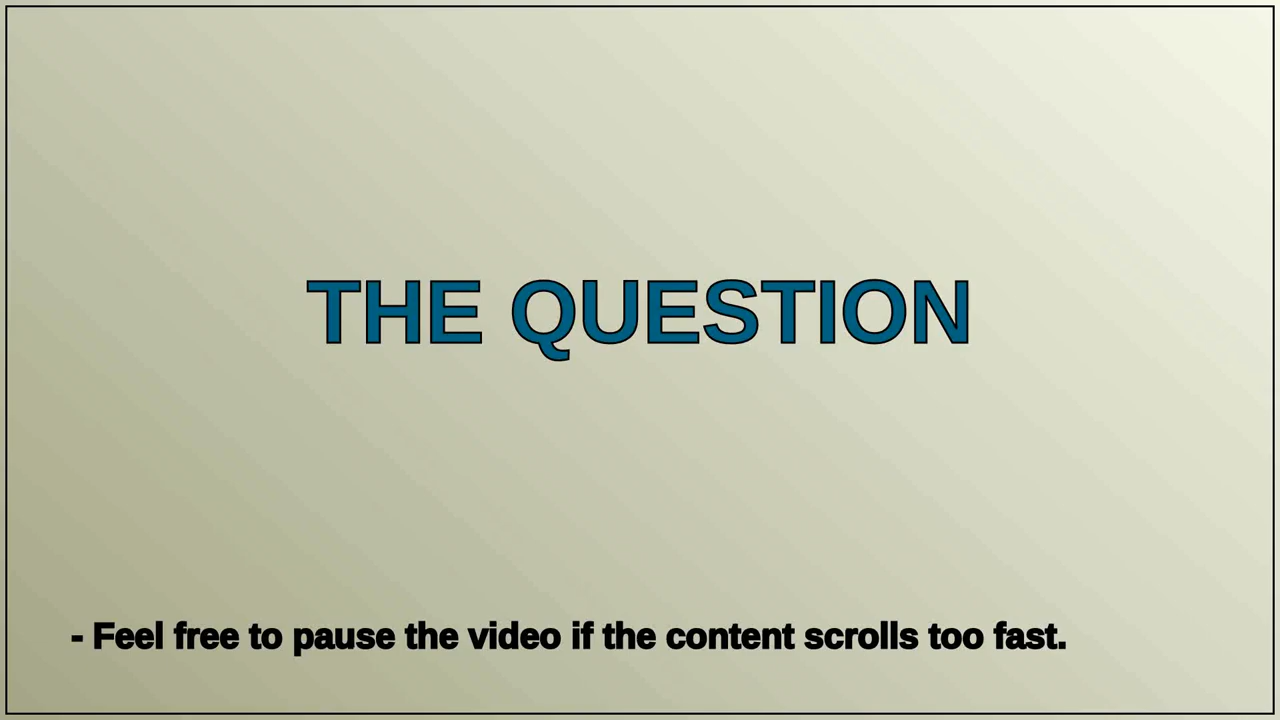 THE QUESTION
- Feel free to pause the video if the content scrolls too fast.